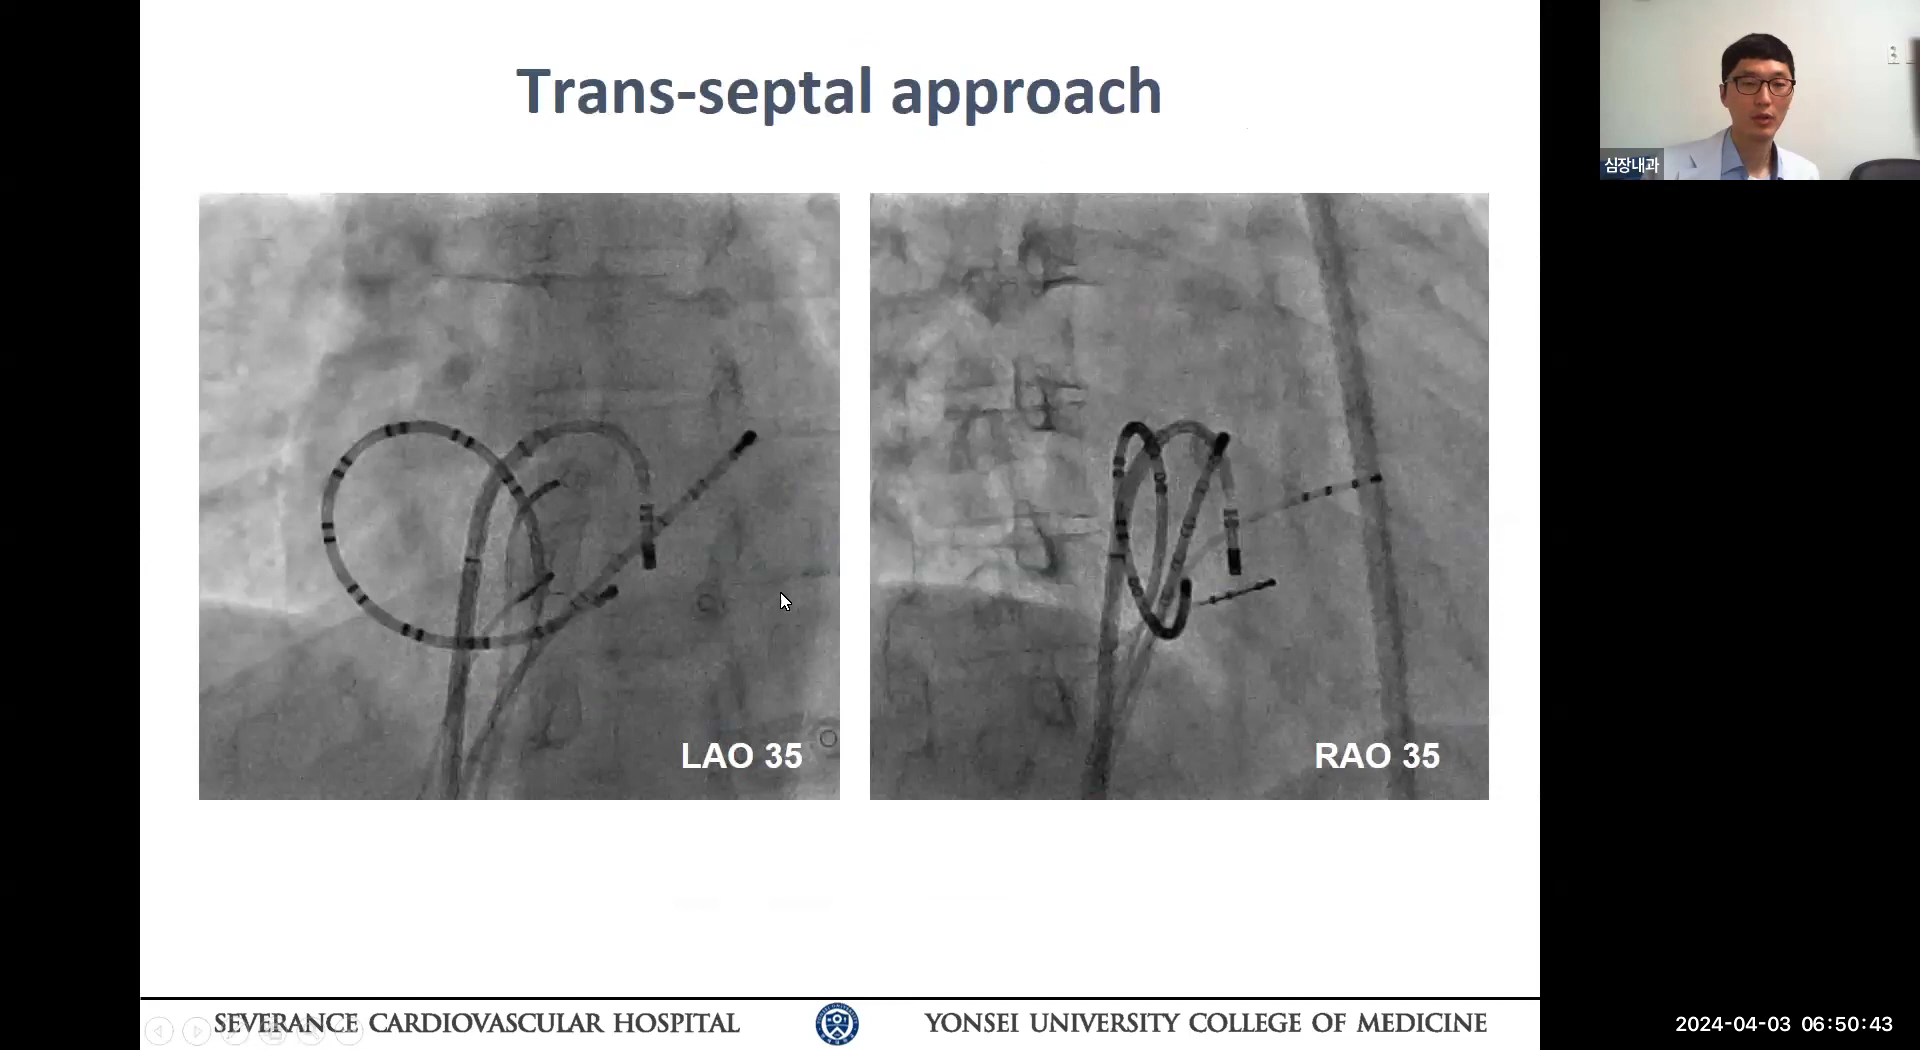 Trans-septal approach
심장내과
LAO 35
RAO 35
SEVERANCE CARDIOVASCULAR HOSPITAL
YONSEI UNIVERSITY COLLEGE OF MEDICINE
2024-04-03 06:50:43